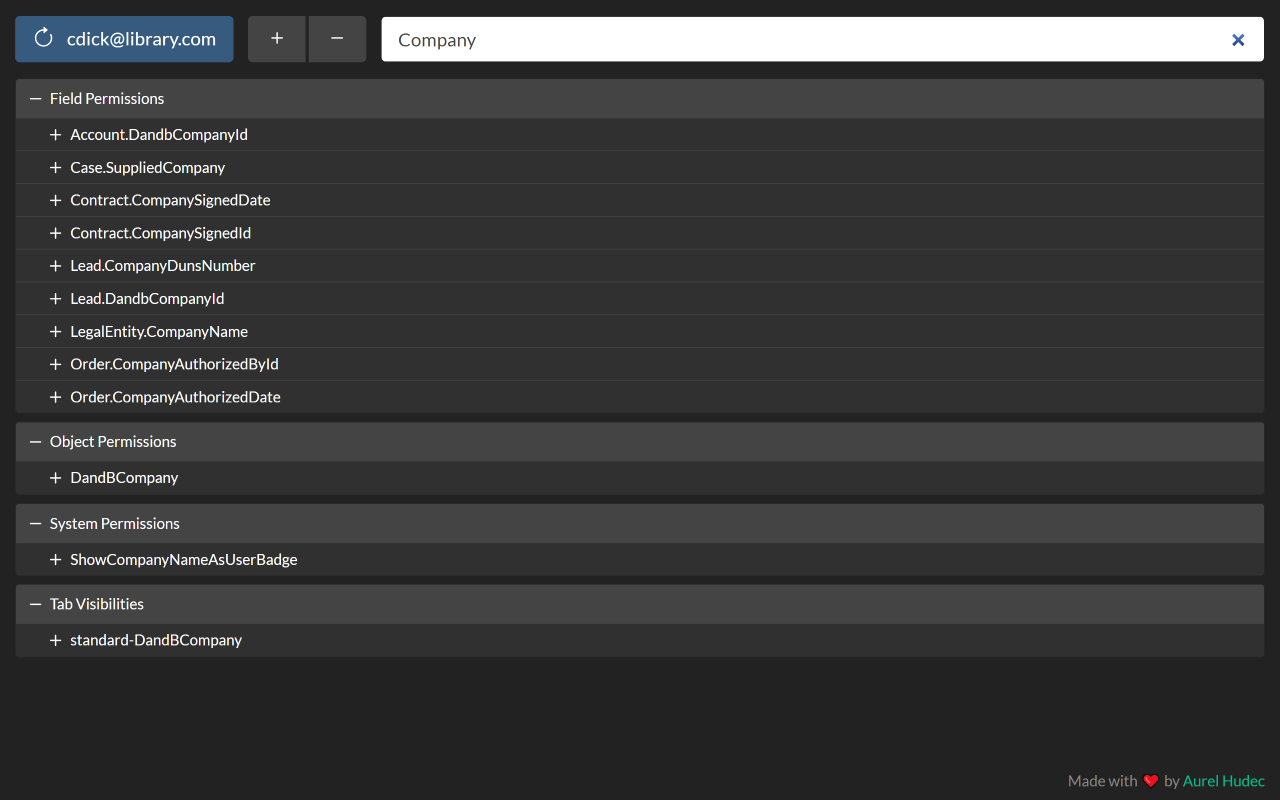 cdick@library.com + − Company ×
− Field Permissions
+ Account.DandbCompanyId
+ Case.SuppliedCompany
+ Contract.CompanySignedDate
+ Contract.CompanySignedId
+ Lead.CompanyDunsNumber
+ Lead.DandbCompanyId
+ LegalEntity.CompanyName
+ Order.CompanyAuthorizedById
+ Order.CompanyAuthorizedDate
− Object Permissions
+ DandBCompany
− System Permissions
+ ShowCompanyNameAsUserBadge
− Tab Visibilities
+ standard-DandBCompany
Made with ❤ by Aurel Hudec